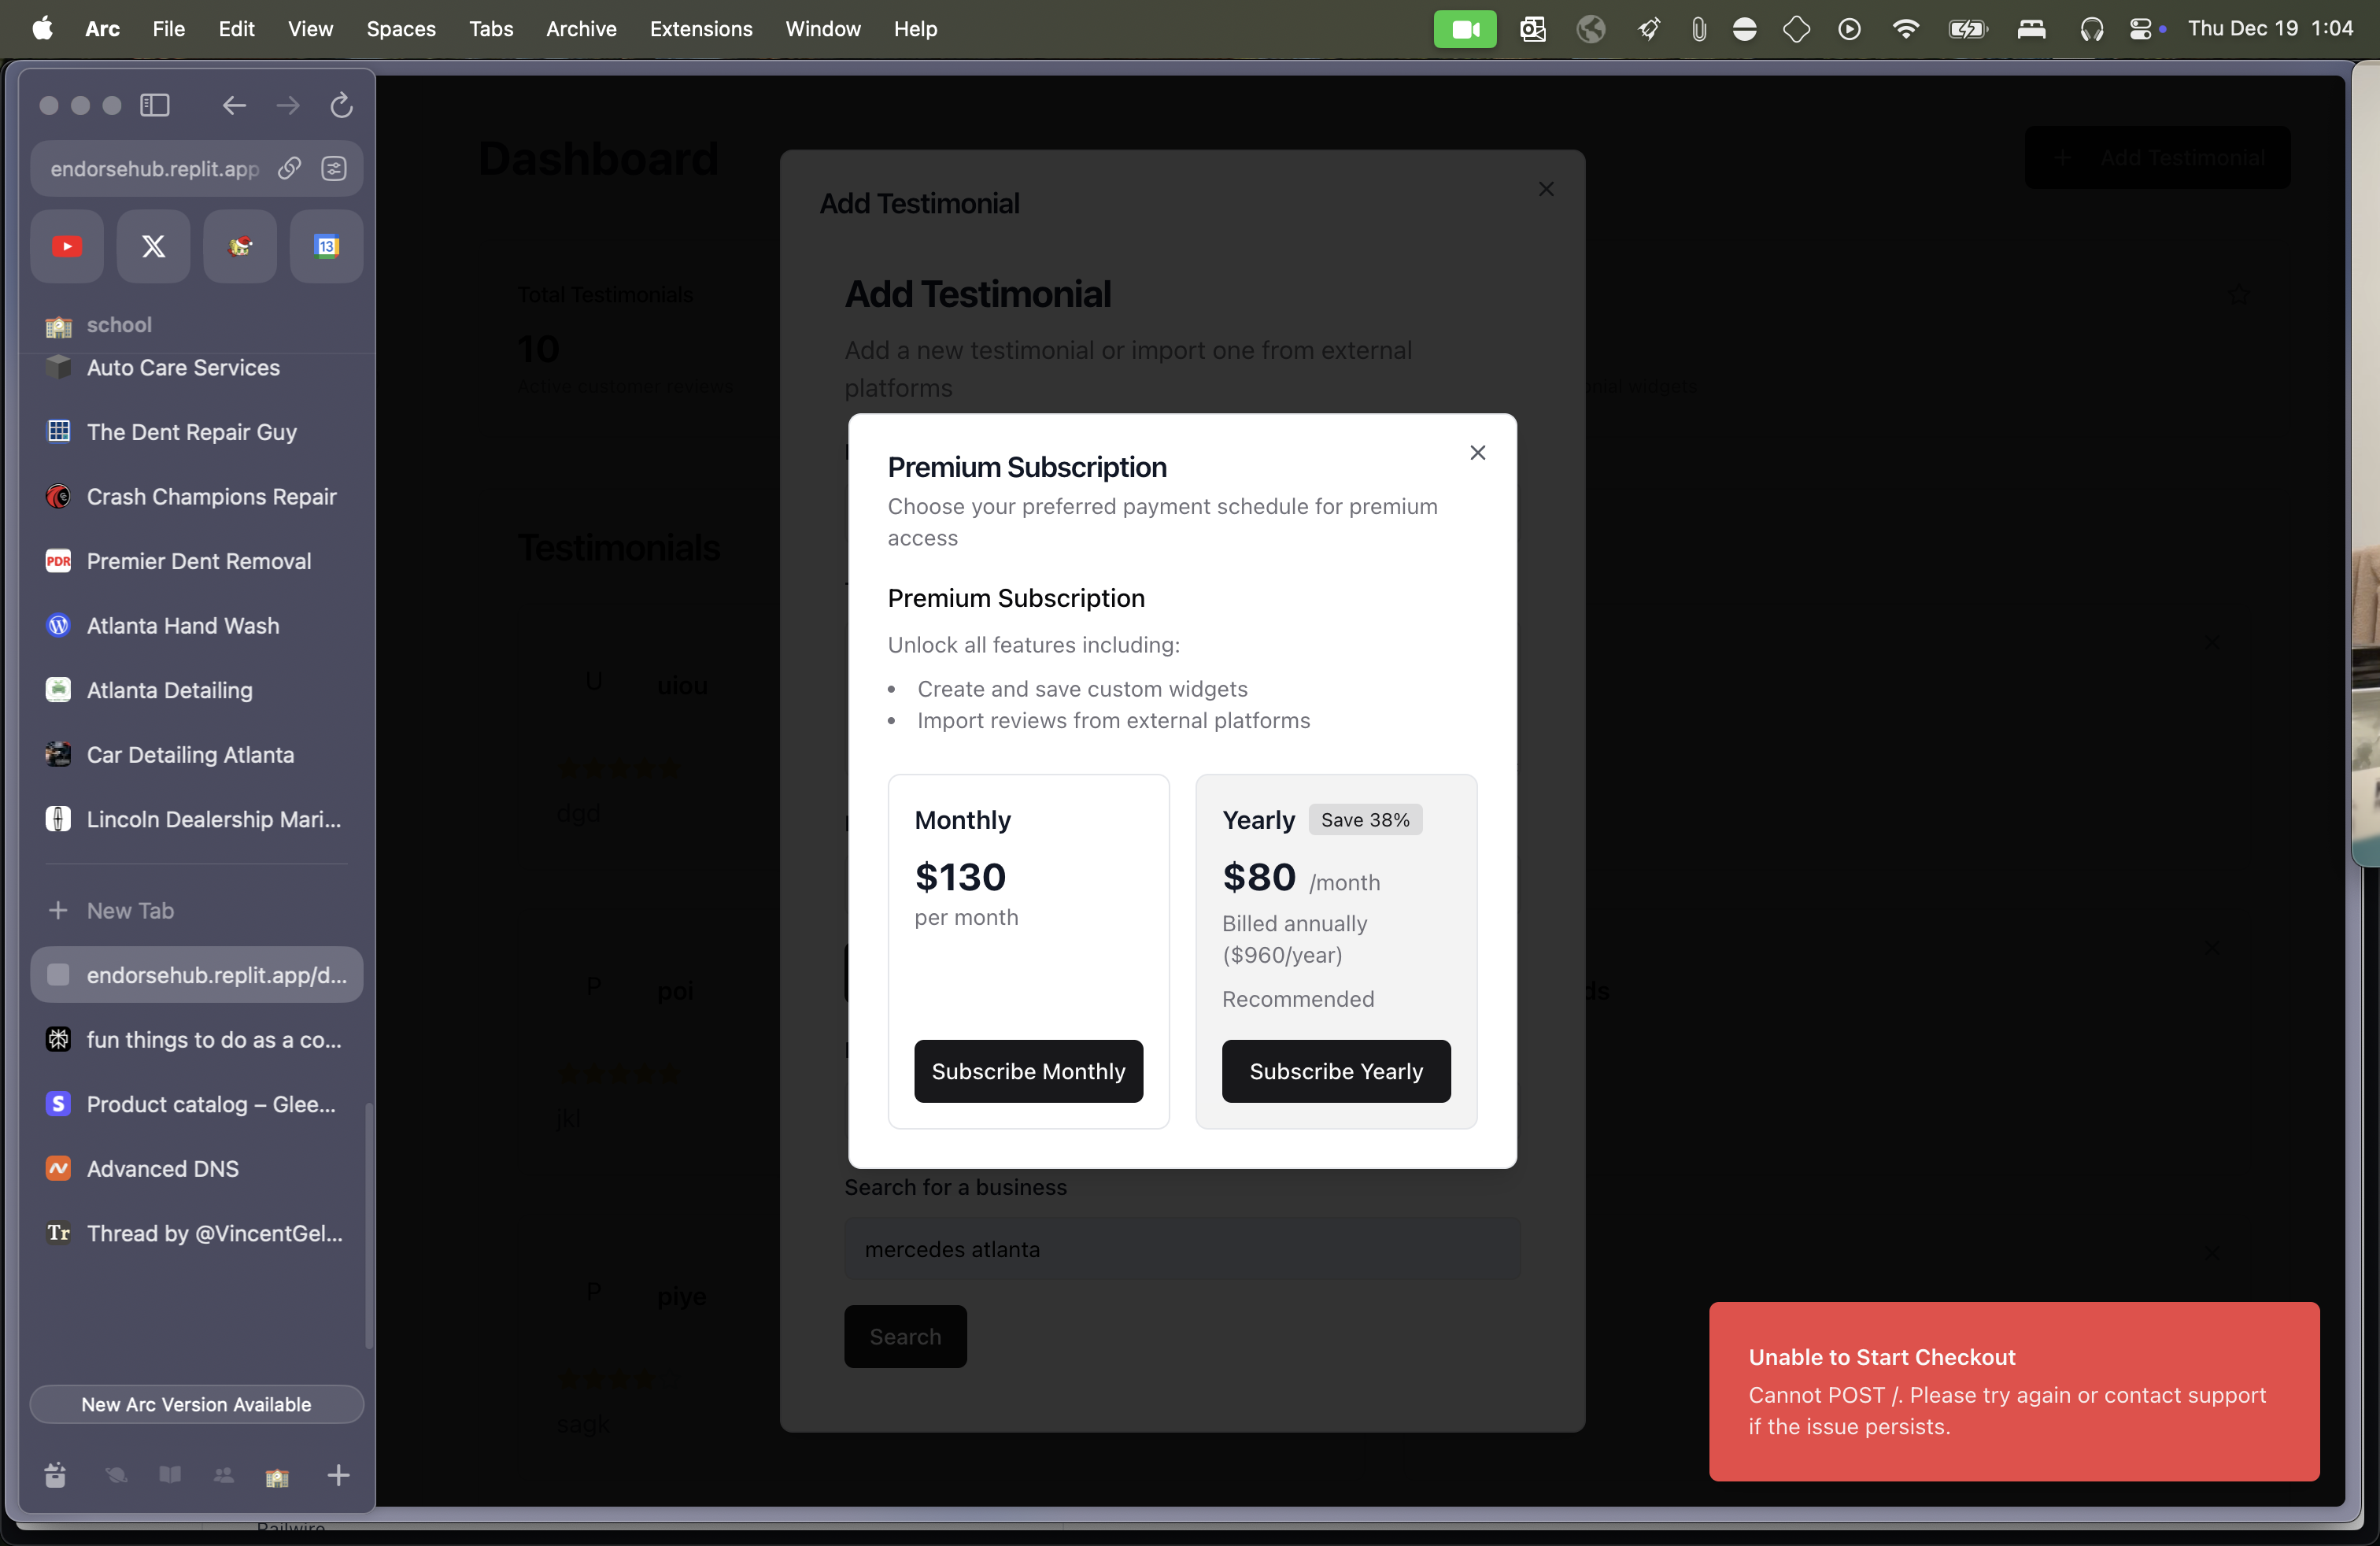 Arc File Edit View Spaces Tabs Archive Extensions Window Help
Thu Dec 19 1:04
endorsehub.replit.app
13
school
Auto Care Services
The Dent Repair Guy
Crash Champions Repair
PDR
Premier Dent Removal
Atlanta Hand Wash
Atlanta Detailing
Car Detailing Atlanta
Lincoln Dealership Mari...
New Tab
endorsehub.replit.app/d...
fun things to do as a co...
S
Product catalog – Glee...
Advanced DNS
Tr
Thread by @VincentGel...
New Arc Version Available
Dashboard
+ Add Testimonial
Total Testimonials
10
Active customer reviews
Testimonials
U
uiou
dgd
P
poi
jkl
P
piye
sagk
Add Testimonial
Add Testimonial
Add a new testimonial or import one from external
platforms
Premium Subscription
Choose your preferred payment schedule for premium
access
Premium Subscription
Unlock all features including:
• Create and save custom widgets
• Import reviews from external platforms
Monthly
$130
per month
Subscribe Monthly
Yearly
Save 38%
$80 /month
Billed annually
($960/year)
Recommended
Subscribe Yearly
Search for a business
mercedes atlanta
Search
widgets
Unable to Start Checkout
Cannot POST /. Please try again or contact support
if the issue persists.